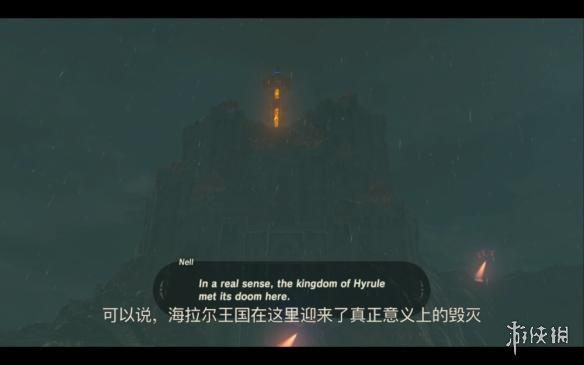 Nell
In a real sense, the kingdom of Hyrule
met its doom here.
可以说，海拉尔王国在这里迎来了真正意义上的毁灭
游侠网